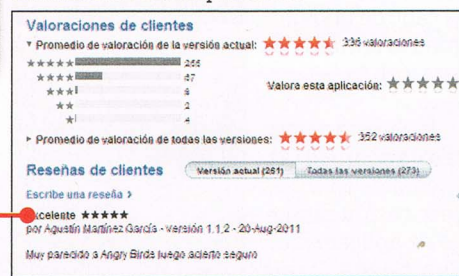 Valoraciones de clientes
▾ Promedio de valoración de la versión actual: ★★★★★ 336 valoraciones
★★★★★
★★★★
★★★ Valora esta aplicación: ★★★★★
★★ 2
★ 4
▸ Promedio de valoración de todas las versiones: ★★★★★ 352 valoraciones
Reseñas de clientes Versión actual (261) Todas las versiones (273)
Escribe una reseña >
xcelente ★★★★★
por Agustín Martínez García - Versión 1.1.2 - 20-Aug-2011
Muy parecido a Angry Birds luego acierto seguro